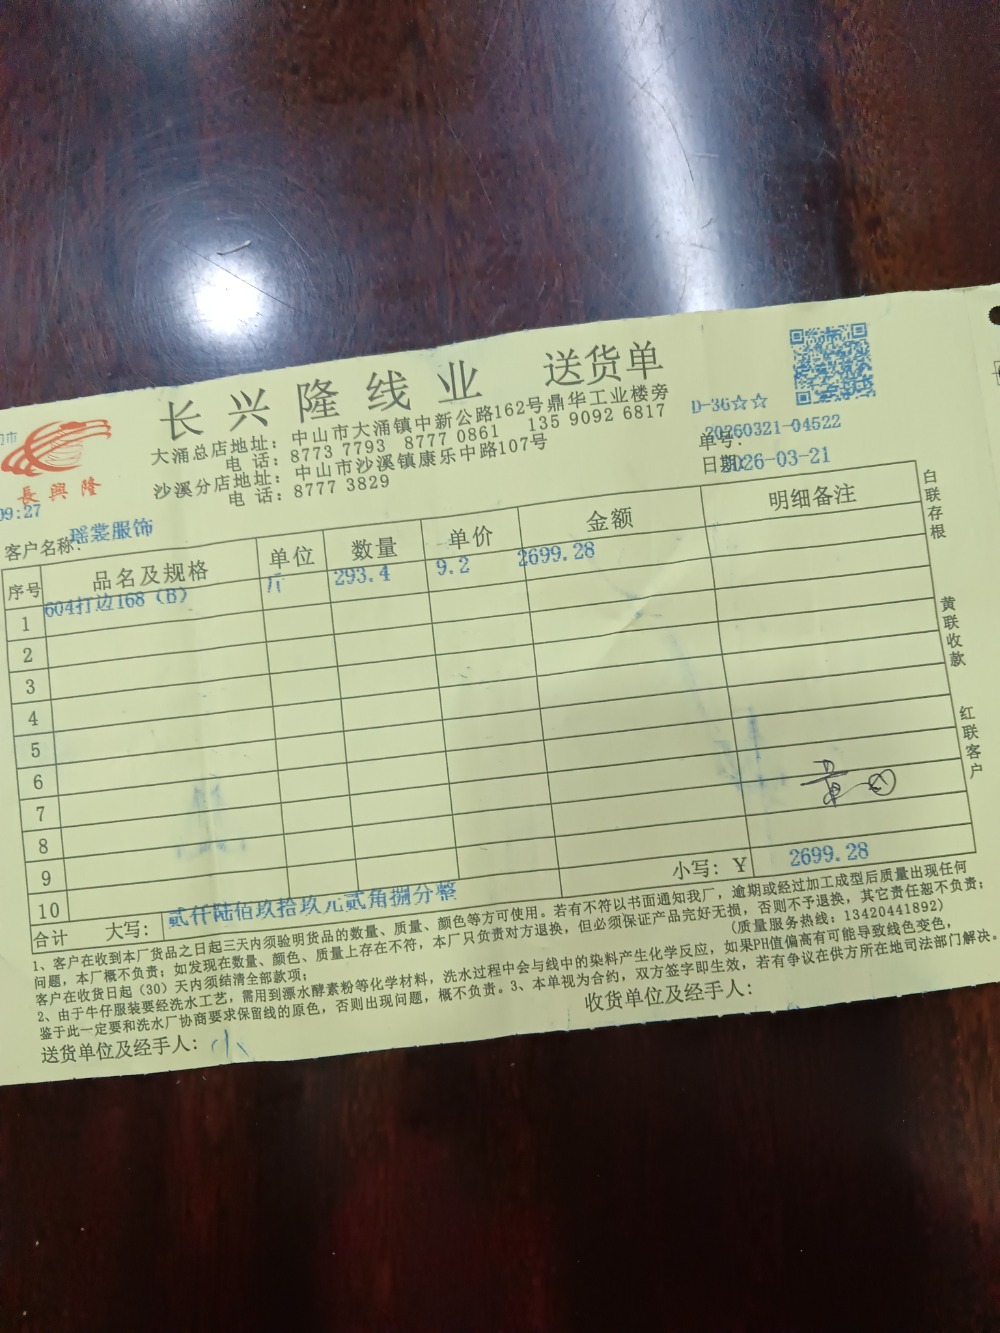 长兴隆线业 送货单
大涌总店地址：中山市大涌镇中新公路162号鼎华工业楼旁
电 话：8773 7793 8777 0861 135 9092 6817
沙溪分店地址：中山市沙溪镇康乐中路107号
电 话：8777 3829
長興隆
D-36☆☆
单号：20260321-04522
日期：2026-03-21
09:27
客户名称：瑶裳服饰
序号 品名及规格 单位 数量 单价 金额 明细备注
1 604打边168（B） 斤 293.4 9.2 2699.28
2
3
4
5
6
7
8
9
10
合计 大写：贰仟陆佰玖拾玖元贰角捌分整 小写：￥ 2699.28
白联存根 黄联收款 红联客户
1、客户在收到本厂货品之日起三天内须验明货品的数量、质量、颜色等方可使用。若有不符以书面通知我厂，逾期或经过加工成型后质量出现任何
问题，本厂概不负责；如发现在数量、颜色、质量上存在不符，本厂只负责对方退换，但必须保证产品完好无损，否则不予退换，其它责任恕不负责；
客户在收货日起（30）天内须结清全部款项； （质量服务热线：13420441892）
2、由于牛仔服装要经洗水工艺，需用到漂水酵素粉等化学材料，洗水过程中会与线中的染料产生化学反应，如果PH值偏高有可能导致线色变色，
鉴于此一定要和洗水厂协商要求保留线的原色，否则出现问题，概不负责。3、本单视为合约，双方签字即生效，若有争议在供方所在地司法部门解决。
送货单位及经手人： 收货单位及经手人：